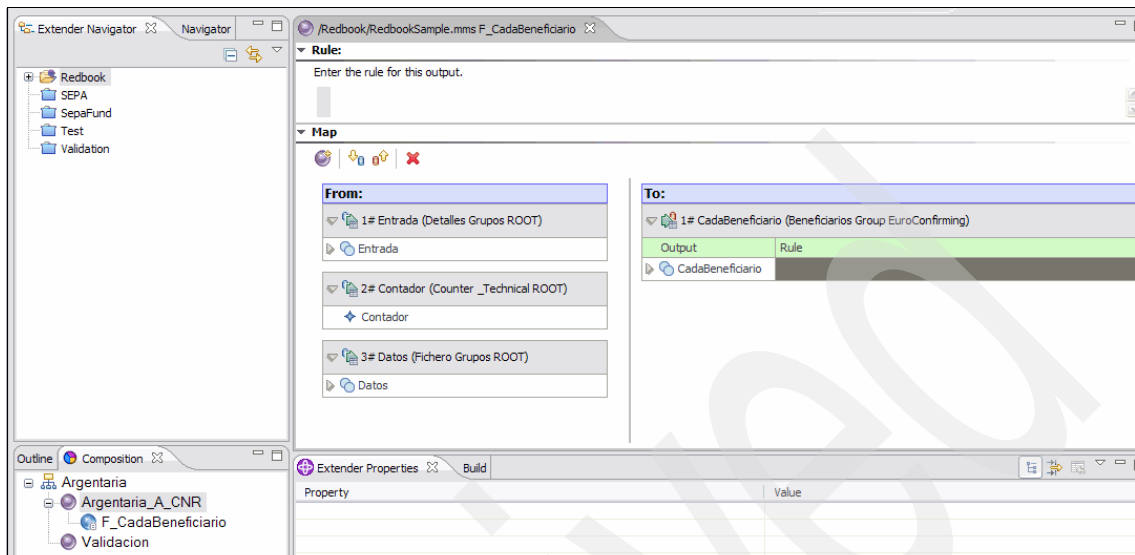 Extender Navigator
Navigator
Redbook
SEPA
SepaFund
Test
Validation
/Redbook/RedbookSample.mms F_CadaBeneficiario
Rule:
Enter the rule for this output.
Map
From:
1# Entrada (Detalles Grupos ROOT)
Entrada
2# Contador (Counter _Technical ROOT)
Contador
3# Datos (Fichero Grupos ROOT)
Datos
To:
1# CadaBeneficiario (Beneficiarios Group EuroConfirming)
Output Rule
CadaBeneficiario
Outline Composition
Argentaria
Argentaria_A_CNR
F_CadaBeneficiario
Validacion
Extender Properties Build
Property Value